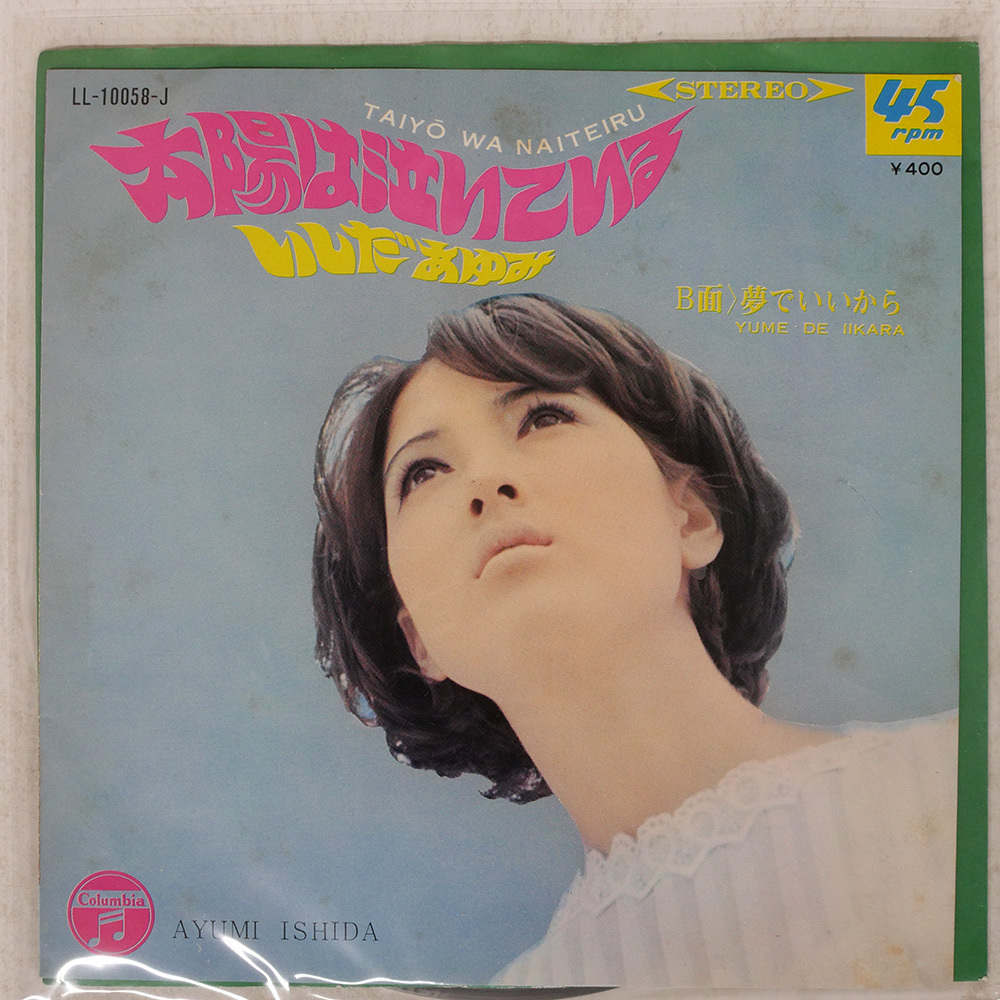 LL-10058-J
STEREO
45
rpm
¥400
TAIYŌ WA NAITEIRU
太陽は泣いている
いしだあゆみ
B面〉夢でいいから
YUME DE IIKARA
Columbia
AYUMI ISHIDA